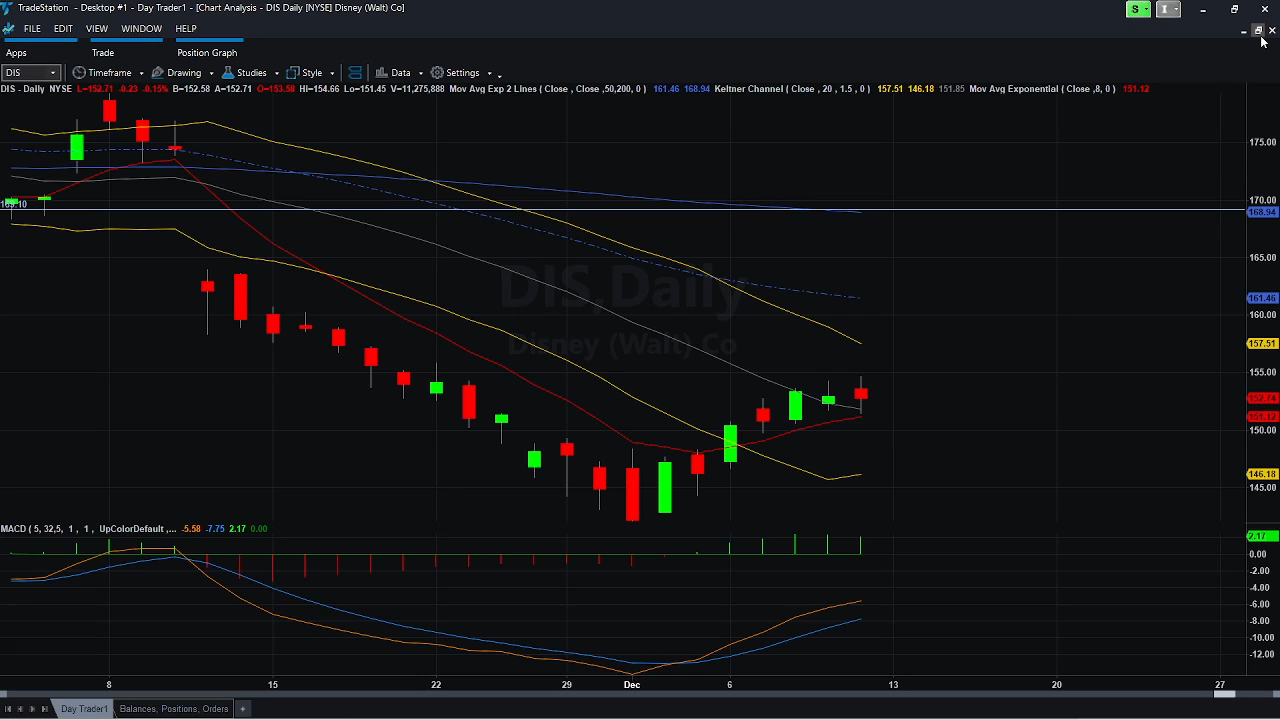 TradeStation - Desktop #1 - Day Trader1 - [Chart Analysis - DIS Daily [NYSE] Disney (Walt) Co]
S I
FILE EDIT VIEW WINDOW HELP
Apps Trade Position Graph
DIS Timeframe Drawing Studies Style Data Settings
DIS - Daily NYSE L=152.71 -0.23 -0.15% B=152.58 A=152.71 O=153.58 Hi=154.66 Lo=151.45 V=11,275,888 Mov Avg Exp 2 Lines ( Close , Close ,50,200, 0 ) 161.46 168.94 Keltner Channel ( Close , 20 , 1.5 , 0 ) 157.51 146.18 151.85 Mov Avg Exponential ( Close ,8, 0 ) 151.12
175.00
170.00
169.10
168.94
165.00
DIS,Daily
161.46
160.00
Disney (Walt) Co
157.51
155.00
152.71
151.12
150.00
146.18
145.00
MACD ( 5, 32,5, 1 , 1 , UpColorDefault ,... -5.58 -7.75 2.17 0.00
2.17
0.00
-2.00
-4.00
-6.00
-8.00
-10.00
-12.00
8 15 22 29 Dec 6 13 20 27
Day Trader1 Balances, Positions, Orders +